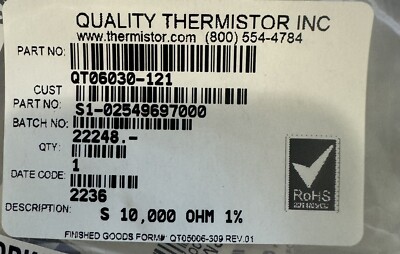 QUALITY THERMISTOR INC
www.thermistor.com (800) 554-4784
PART NO:
QT06030-121
CUST
PART NO:
S1-02549697000
BATCH NO:
22248.-
QTY:
1
DATE CODE:
2236
DESCRIPTION: S 10,000 OHM 1%
RoHS
FINISHED GOODS FORM#: QT05006-509 REV.01